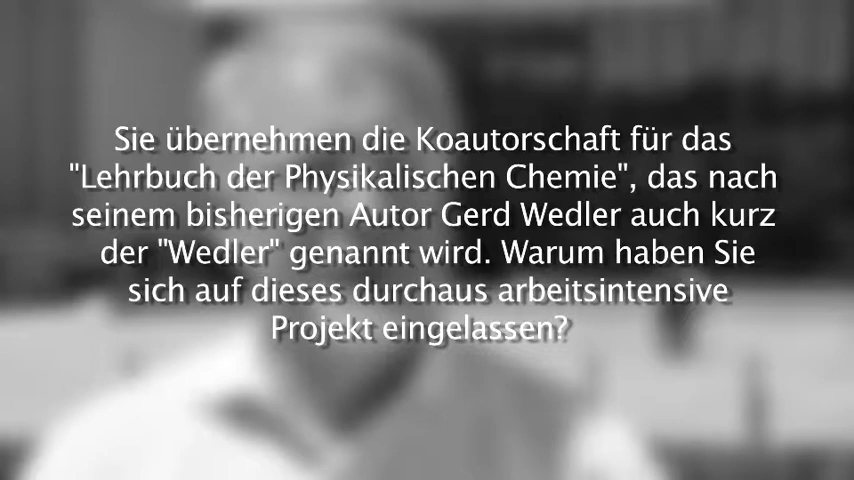 Sie übernehmen die Koautorschaft für das
"Lehrbuch der Physikalischen Chemie", das nach
seinem bisherigen Autor Gerd Wedler auch kurz
der "Wedler" genannt wird. Warum haben Sie
sich auf dieses durchaus arbeitsintensive
Projekt eingelassen?